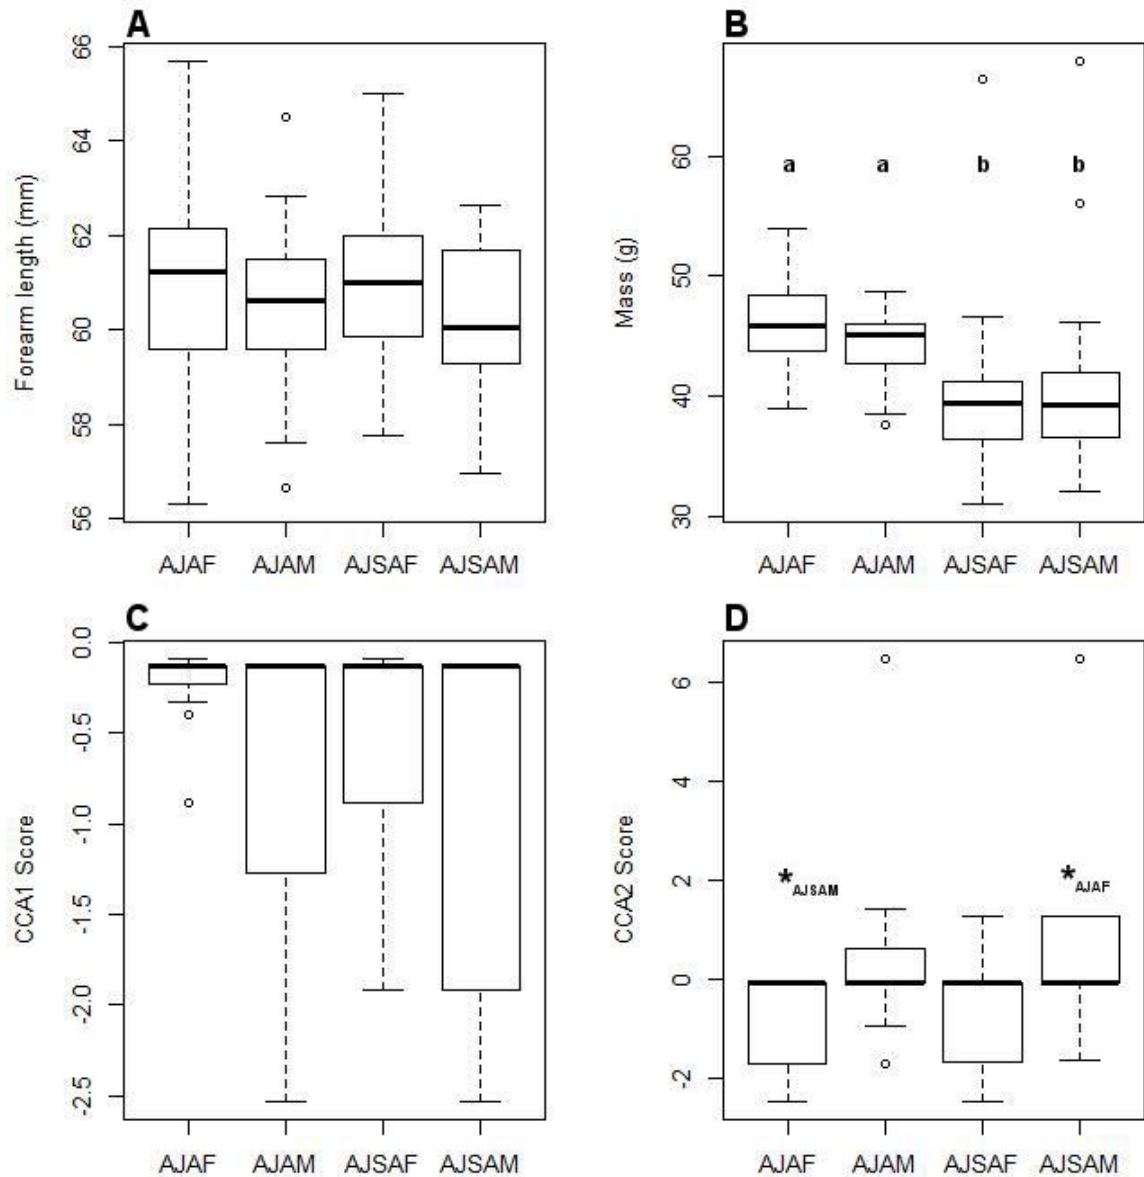 A
Forearm length (mm)
66
64
62
60
58
56
AJAF AJAM AJSAF AJSAM
B
Mass (g)
60
50
40
30
a a b b
AJAF AJAM AJSAF AJSAM
C
CCA1 Score
0.0
-0.5
-1.0
-1.5
-2.0
-2.5
AJAF AJAM AJSAF AJSAM
D
CCA2 Score
6
4
2
0
-2
*AJSAM *AJAF
AJAF AJAM AJSAF AJSAM